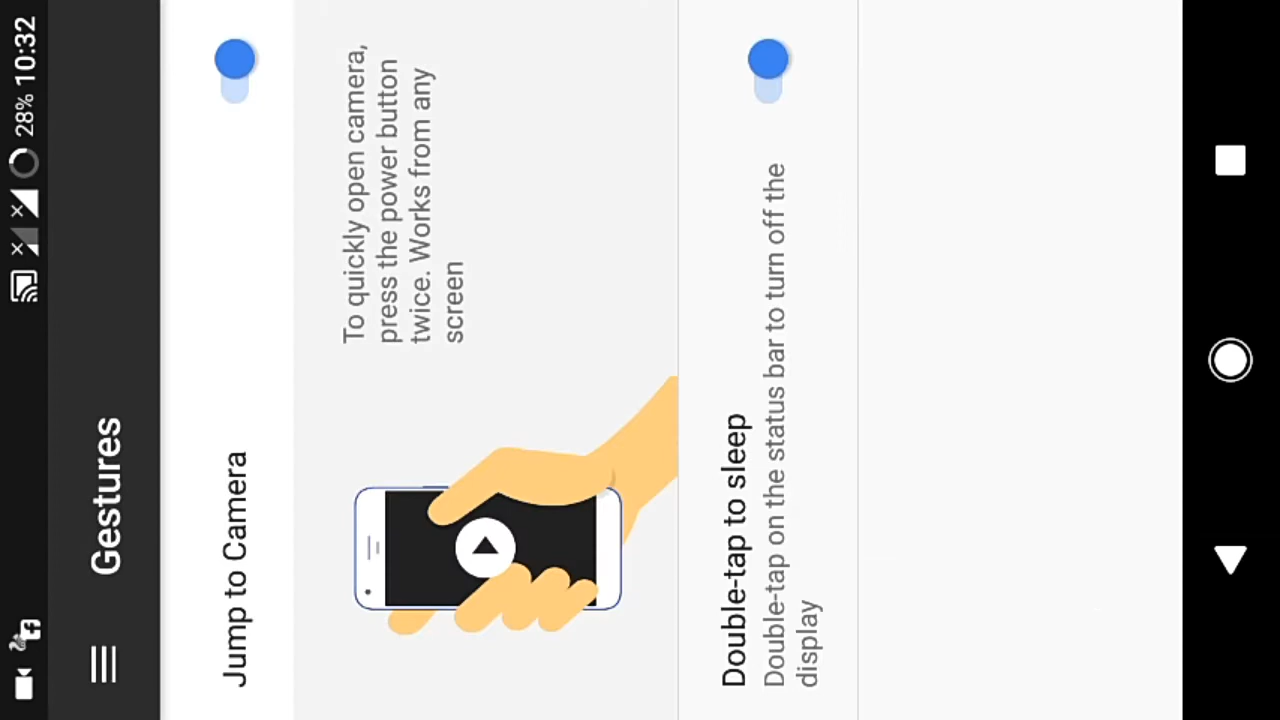 28% 10:32
Gestures
Jump to Camera
To quickly open camera,
press the power button
twice. Works from any
screen
Double-tap to sleep
Double-tap on the status bar to turn off the
display